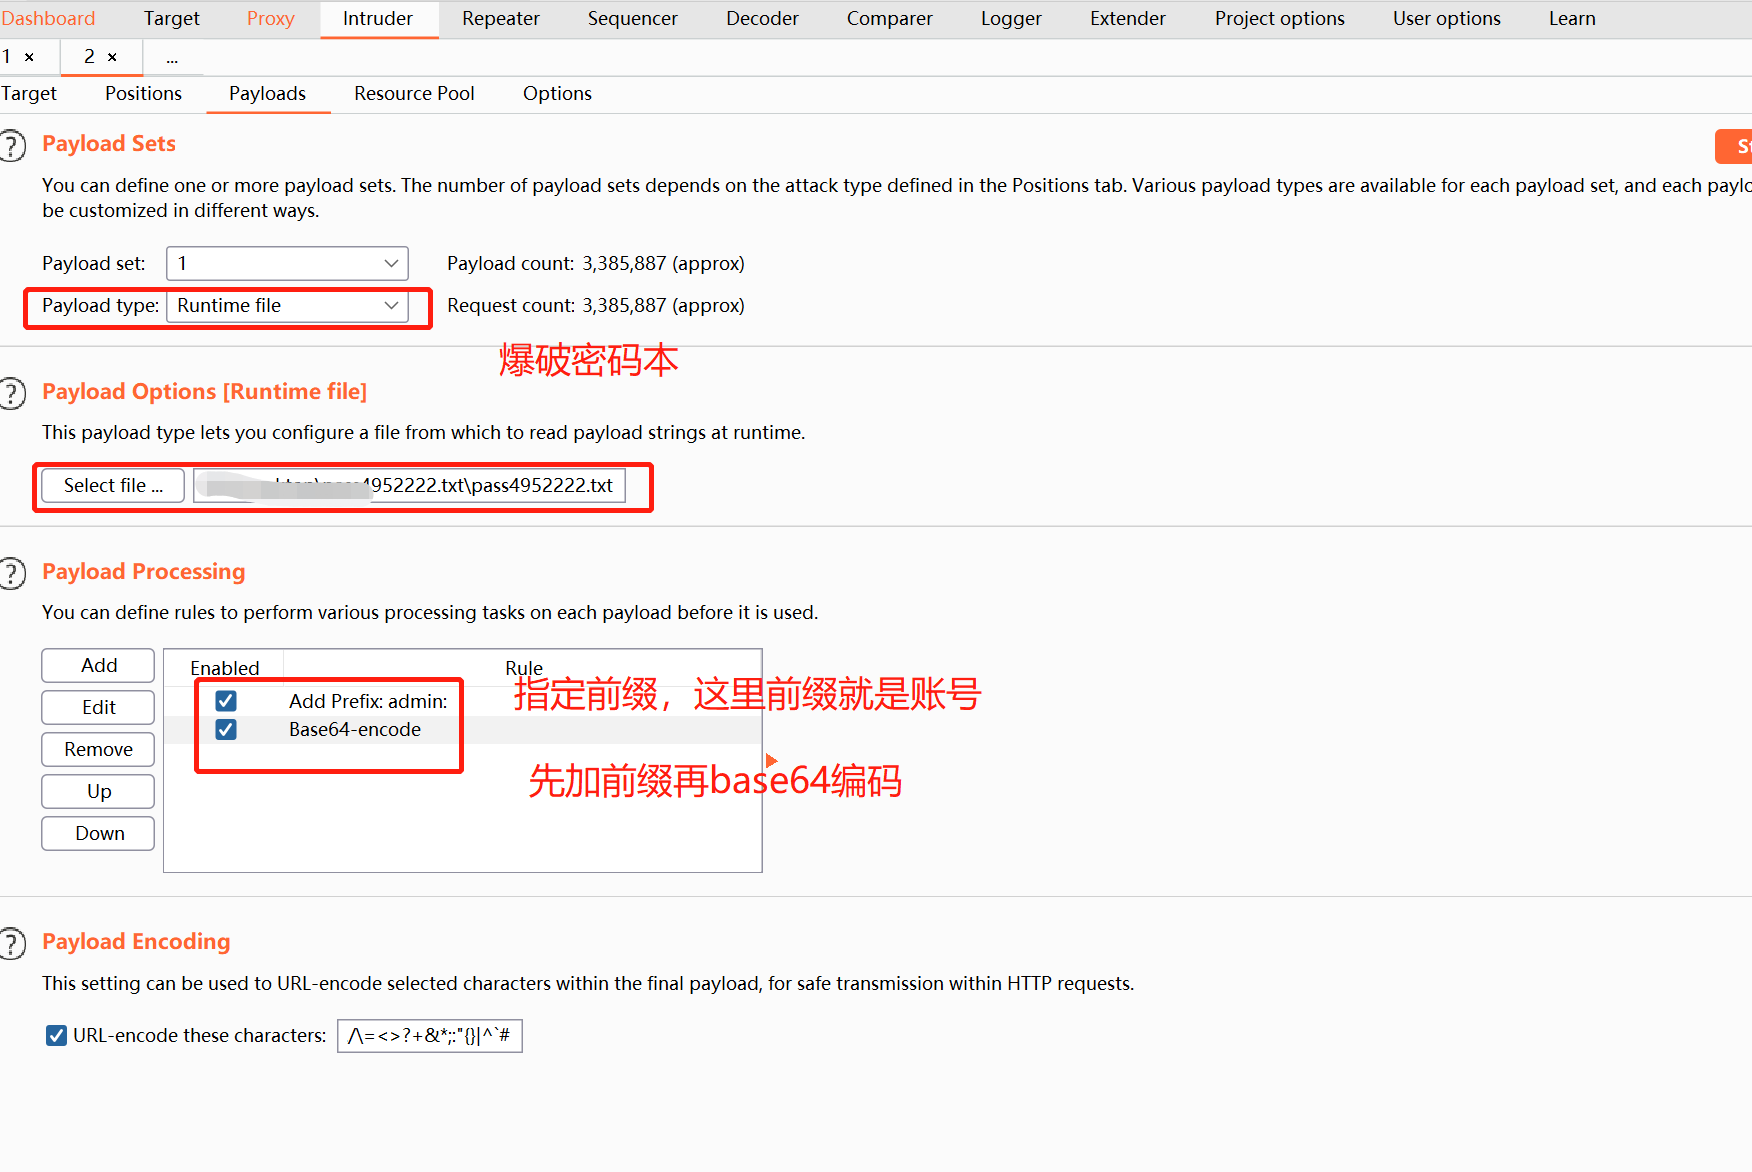 Dashboard Target Proxy Intruder Repeater Sequencer Decoder Comparer Logger Extender Project options User options Learn
1 × 2 × ...
Target Positions Payloads Resource Pool Options
? Payload Sets
You can define one or more payload sets. The number of payload sets depends on the attack type defined in the Positions tab. Various payload types are available for each payload set, and each
be customized in different ways.
Payload set: 1 Payload count: 3,385,887 (approx)
Payload type: Runtime file Request count: 3,385,887 (approx)
爆破密码本
? Payload Options [Runtime file]
This payload type lets you configure a file from which to read payload strings at runtime.
Select file ... 4952222.txt\pass4952222.txt
? Payload Processing
You can define rules to perform various processing tasks on each payload before it is used.
Add Enabled Rule
Add Prefix: admin: 指定前缀，这里前缀就是账号
Edit
Base64-encode
Remove
先加前缀再base64编码
Up
Down
? Payload Encoding
This setting can be used to URL-encode selected characters within the final payload, for safe transmission within HTTP requests.
URL-encode these characters: /\=<>?+&*;:"{}|^`#